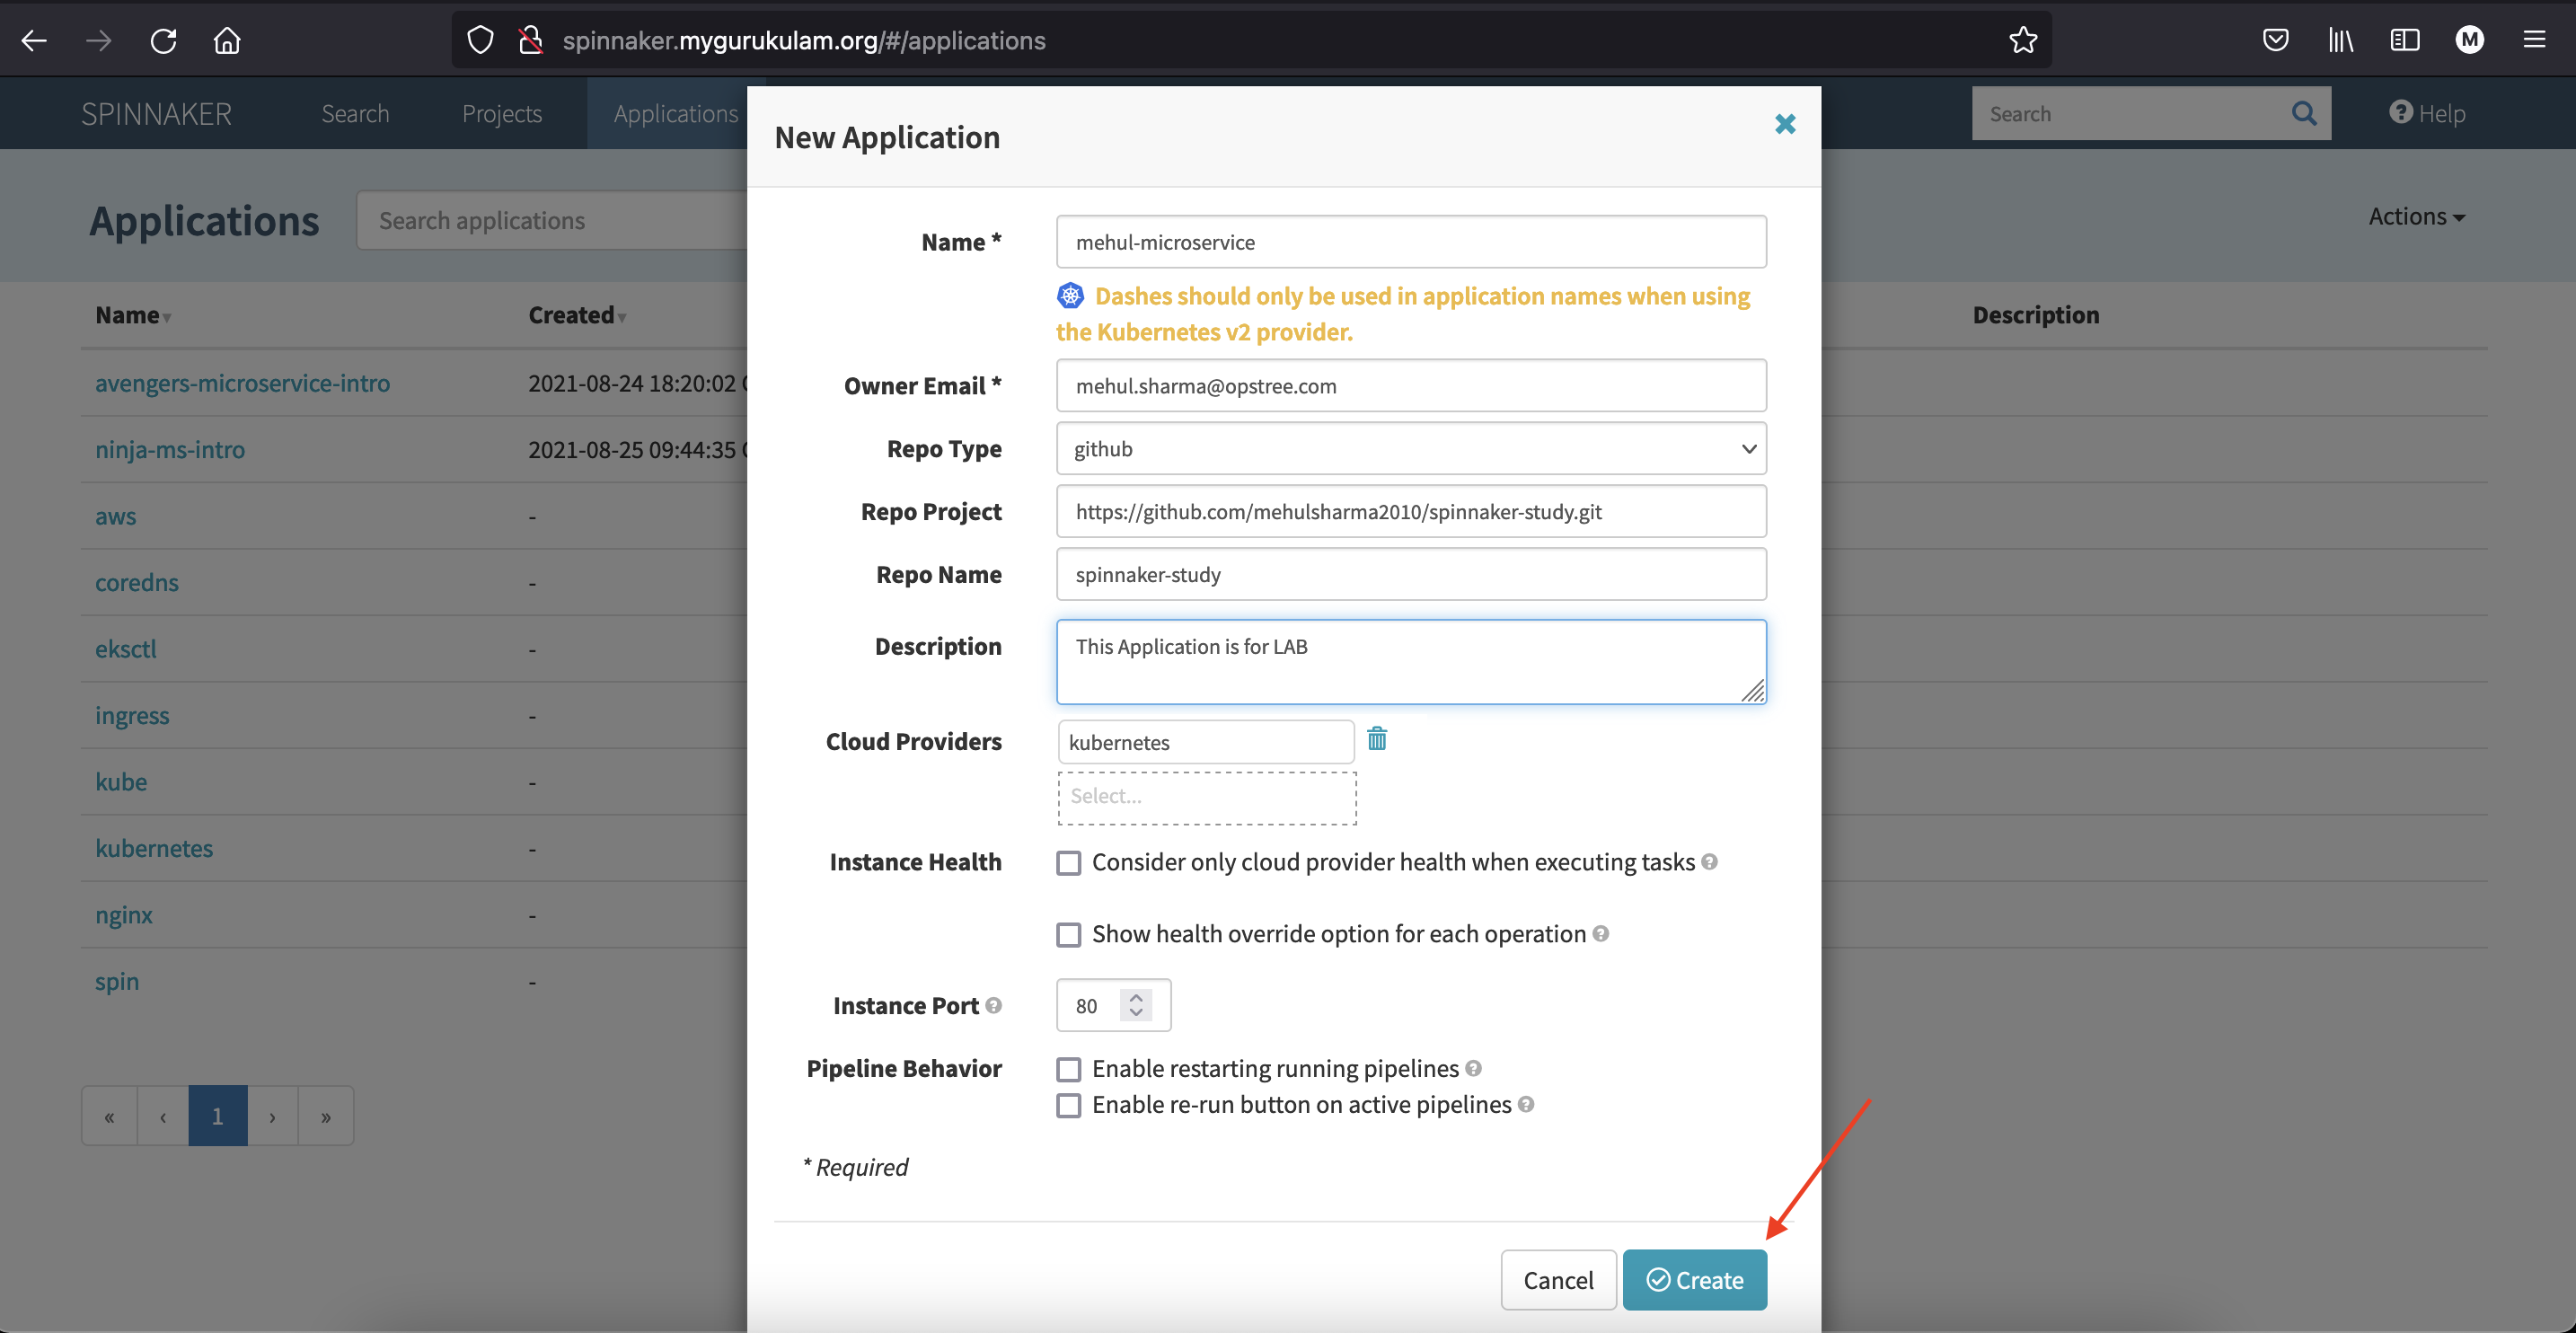 spinnaker.mygurukulam.org/#/applications
M
SPINNAKER
Search
Projects
Applications
Search
Help
New Application
Applications
Search applications
Actions
Name *
mehul-microservice
Dashes should only be used in application names when using
the Kubernetes v2 provider.
Name
Created
Description
Owner Email *
mehul.sharma@opstree.com
avengers-microservice-intro
2021-08-24 18:20:02
Repo Type
github
ninja-ms-intro
2021-08-25 09:44:35
Repo Project
https://github.com/mehulsharma2010/spinnaker-study.git
aws
-
Repo Name
spinnaker-study
coredns
-
Description
This Application is for LAB
eksctl
-
ingress
-
Cloud Providers
kubernetes
Select...
kube
-
kubernetes
-
Instance Health
Consider only cloud provider health when executing tasks
nginx
-
Show health override option for each operation
spin
-
Instance Port
80
Pipeline Behavior
Enable restarting running pipelines
Enable re-run button on active pipelines
« ‹ 1 › »
* Required
Cancel
Create